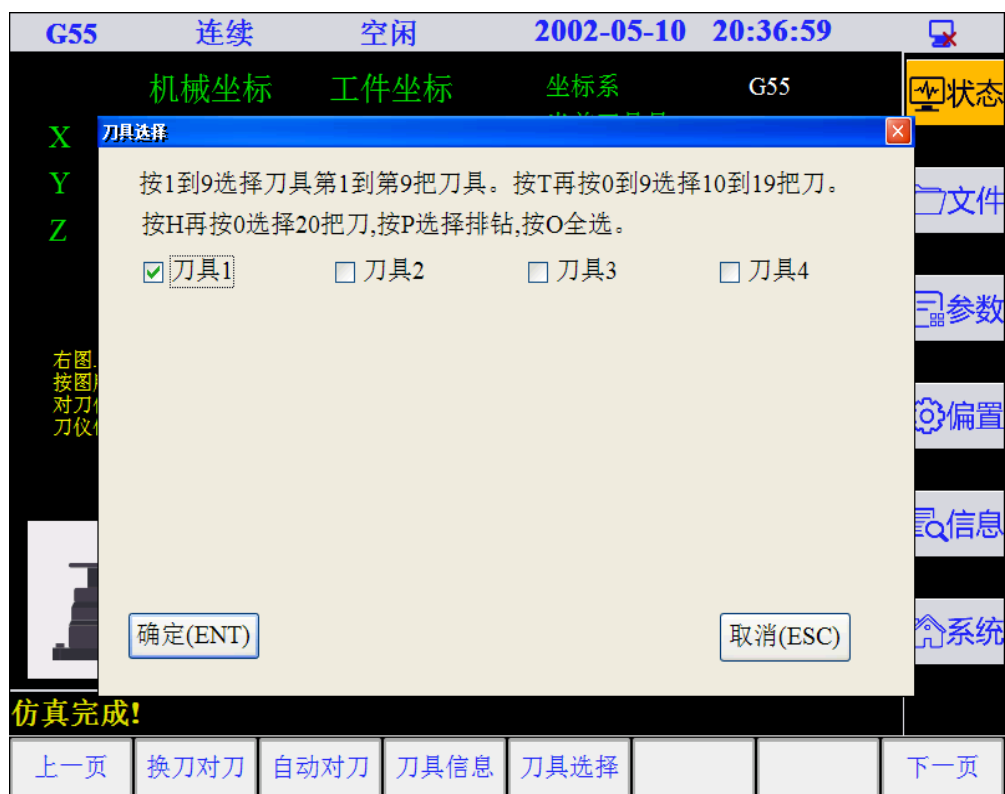 G55 连续 空闲 2002-05-10 20:36:59
机械坐标 工件坐标 坐标系 G55
状态
刀具选择
X
按1到9选择刀具第1到第9把刀具。按T再按0到9选择10到19把刀。
Y
文件
按H再按0选择20把刀,按P选择排钻,按O全选。
Z
刀具1 刀具2 刀具3 刀具4
参数
右图
按图
对刀
刀仪
偏置
信息
确定(ENT) 取消(ESC)
系统
仿真完成!
上一页 换刀对刀 自动对刀 刀具信息 刀具选择 下一页